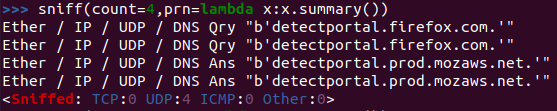 >>> sniff(count=4,prn=lambda x:x.summary())
Ether / IP / UDP / DNS Qry "b'detectportal.firefox.com.'"
Ether / IP / UDP / DNS Qry "b'detectportal.firefox.com.'"
Ether / IP / UDP / DNS Ans "b'detectportal.prod.mozaws.net.'"
Ether / IP / UDP / DNS Ans "b'detectportal.prod.mozaws.net.'"
<Sniffed: TCP:0 UDP:4 ICMP:0 Other:0>